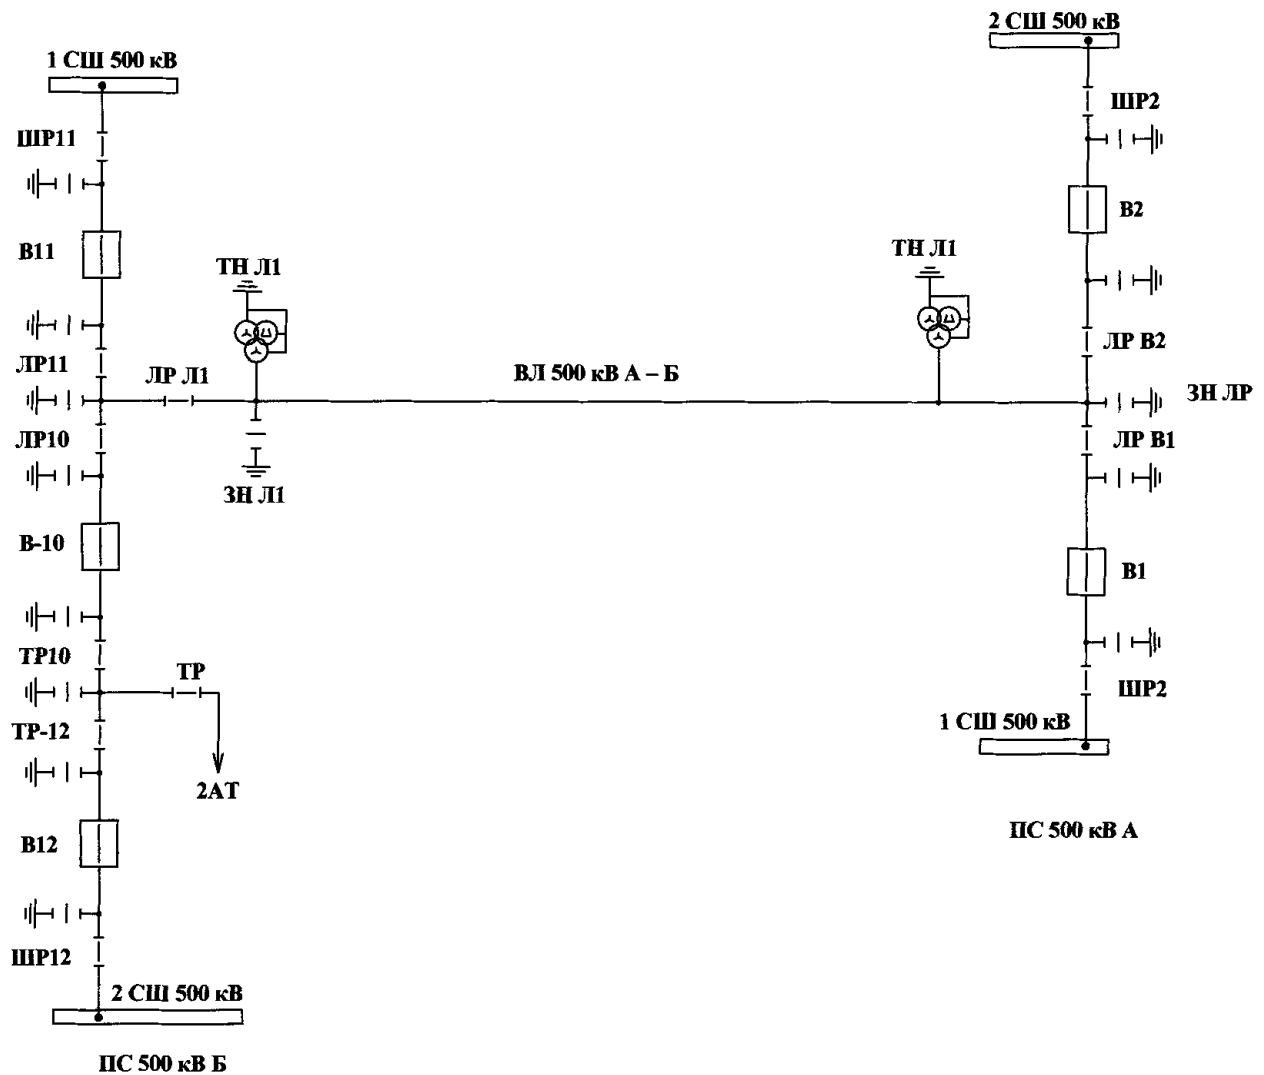 2 СШ 500 кВ
1 СШ 500 кВ
ШР2
ШР11
В2
В11
ТН Л1
ТН Л1
ЛР В2
ЛР11
ЛР Л1
ВЛ 500 кВ А – Б
ЗН ЛР
ЛР10
ЛР В1
ЗН Л1
В-10
В1
ТР10
ТР
ШР2
1 СШ 500 кВ
ТР-12
2АТ
ПС 500 кВ А
В12
ШР12
2 СШ 500 кВ
ПС 500 кВ Б